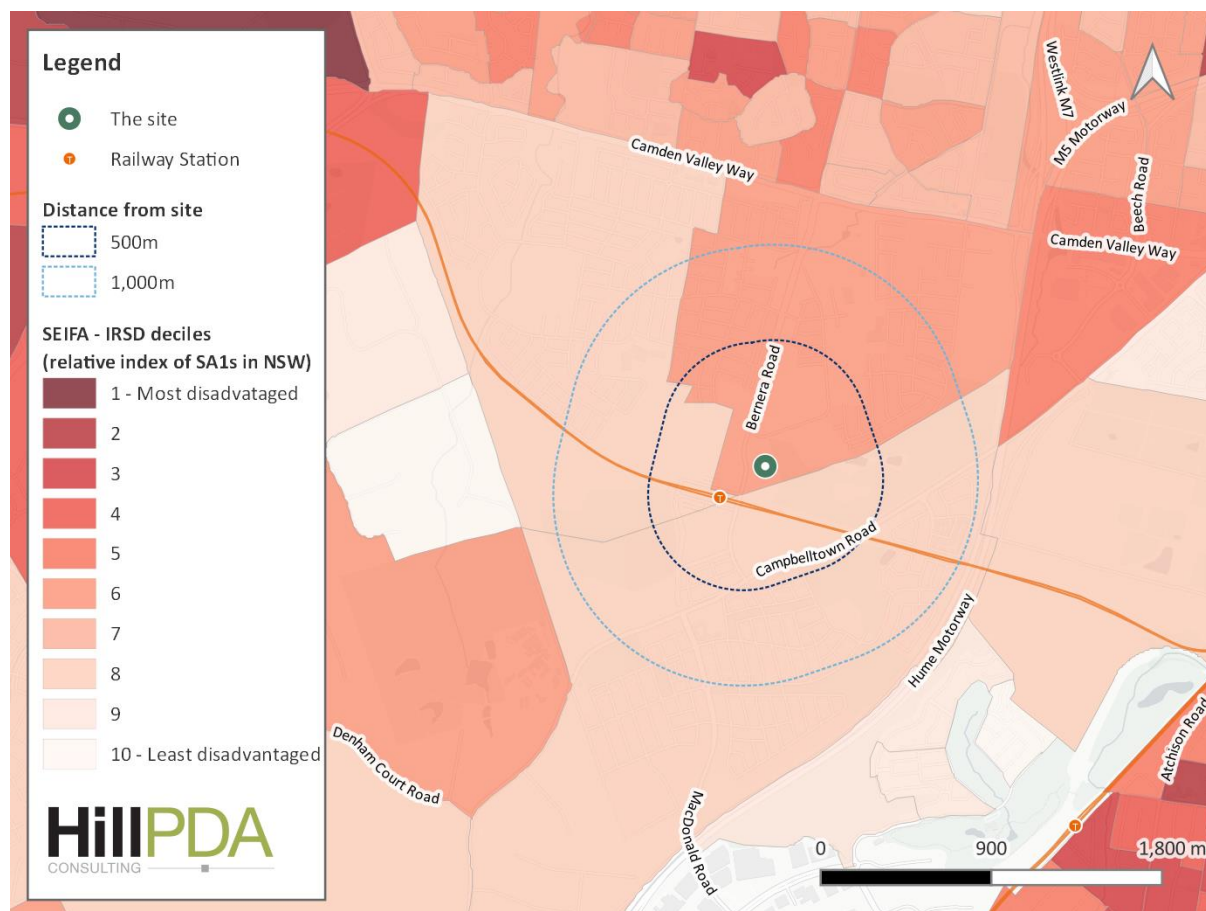 Legend
The site
T
Railway Station
Distance from site
500m
1,000m
SEIFA - IRSD deciles
(relative index of SA1s in NSW)
1 - Most disadvataged
2
3
4
5
6
7
8
9
10 - Least disadvantaged
HillPDA
CONSULTING
Westlink M7
M5 Motorway
Camden Valley Way
Beech Road
Camden Valley Way
Bernera Road
T
Campbelltown Road
Hume Motorway
Denham Court Road
Atchison Road
MacDonald Road
T
0
900
1,800 m